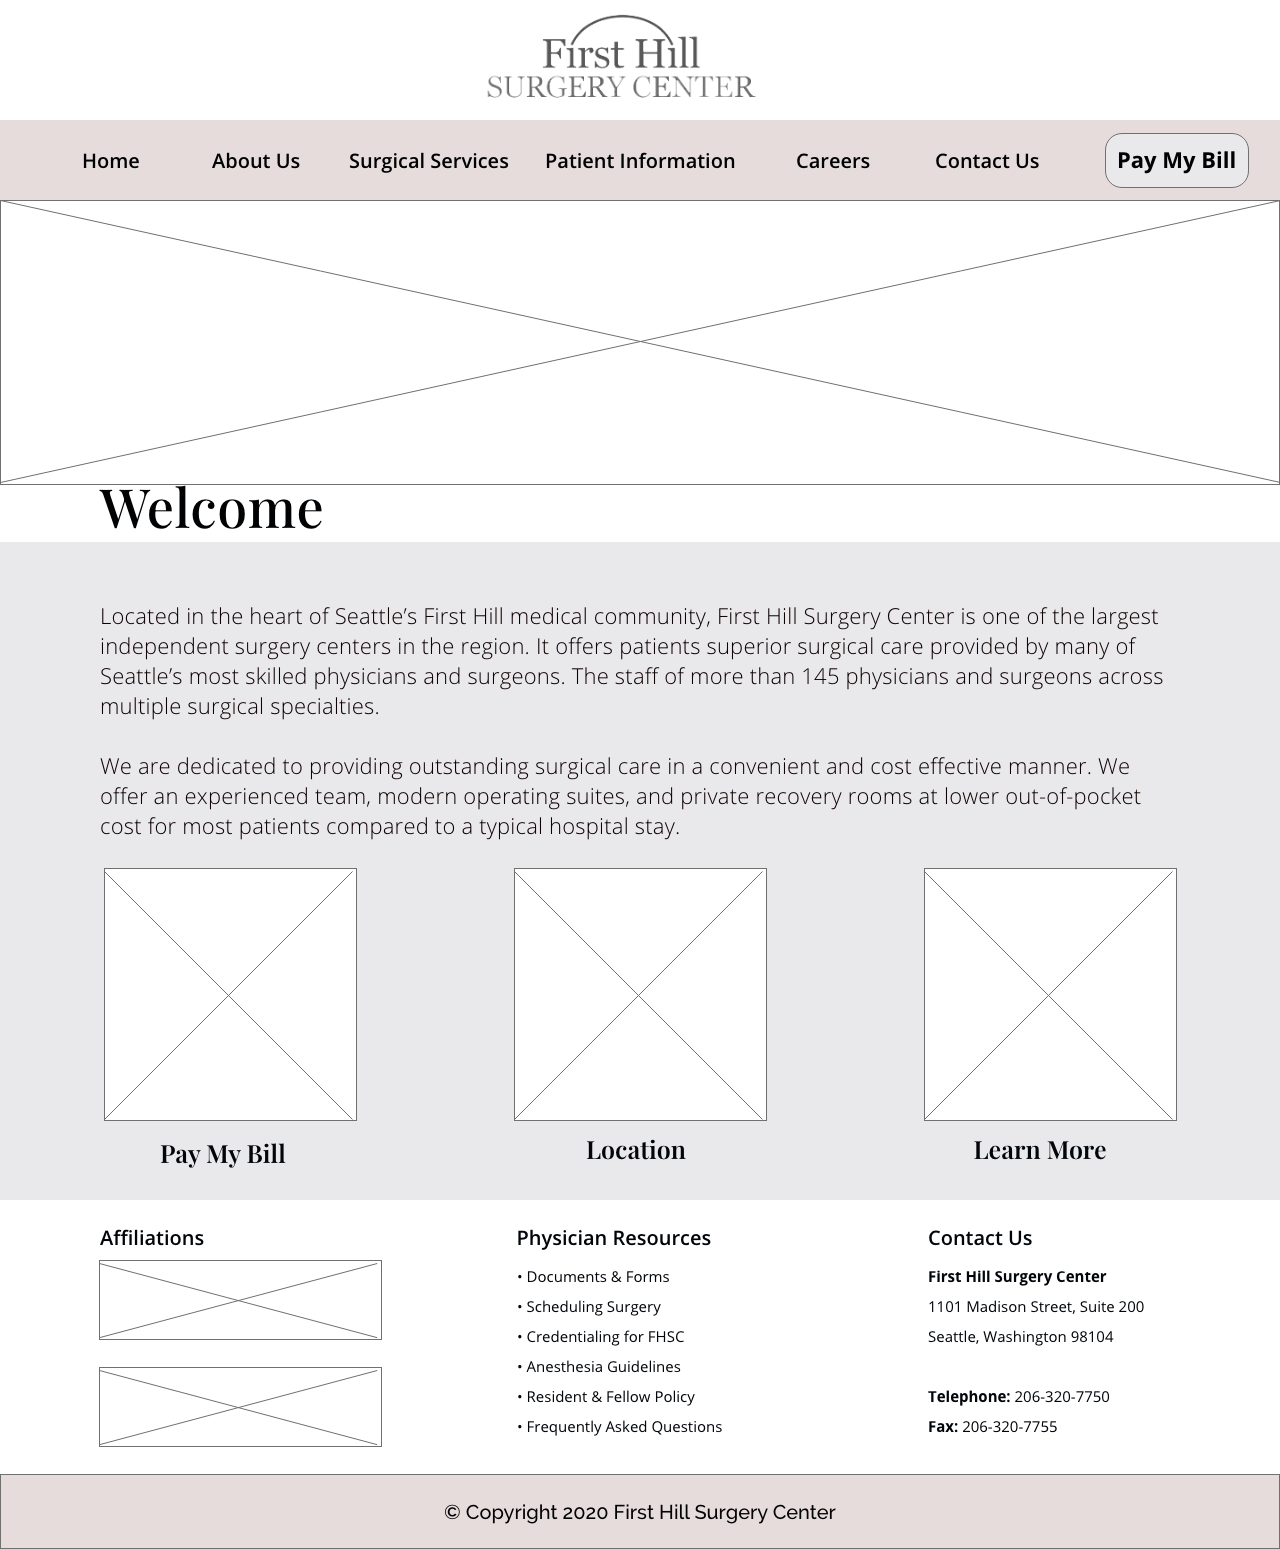 First Hill
SURGERY CENTER
Home About Us Surgical Services Patient Information Careers Contact Us Pay My Bill
Welcome
Located in the heart of Seattle’s First Hill medical community, First Hill Surgery Center is one of the largest
independent surgery centers in the region. It offers patients superior surgical care provided by many of
Seattle’s most skilled physicians and surgeons. The staff of more than 145 physicians and surgeons across
multiple surgical specialties.
We are dedicated to providing outstanding surgical care in a convenient and cost effective manner. We
offer an experienced team, modern operating suites, and private recovery rooms at lower out-of-pocket
cost for most patients compared to a typical hospital stay.
Pay My Bill
Location
Learn More
Affiliations
Physician Resources
• Documents & Forms
• Scheduling Surgery
• Credentialing for FHSC
• Anesthesia Guidelines
• Resident & Fellow Policy
• Frequently Asked Questions
Contact Us
First Hill Surgery Center
1101 Madison Street, Suite 200
Seattle, Washington 98104
Telephone: 206-320-7750
Fax: 206-320-7755
© Copyright 2020 First Hill Surgery Center